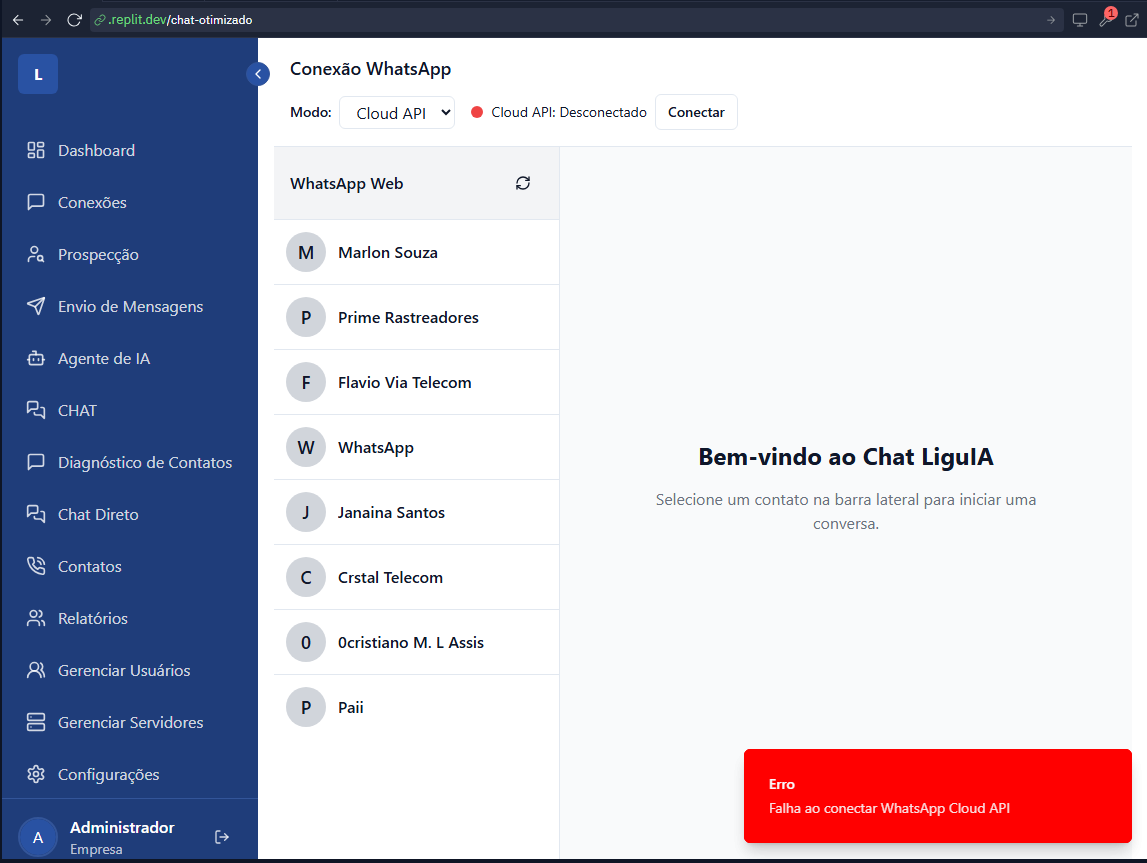 .replit.dev/chat-otimizado
1
L
Dashboard
Conexões
Prospecção
Envio de Mensagens
Agente de IA
CHAT
Diagnóstico de Contatos
Chat Direto
Contatos
Relatórios
Gerenciar Usuários
Gerenciar Servidores
Configurações
A
Administrador
Empresa
Conexão WhatsApp
Modo: Cloud API Cloud API: Desconectado Conectar
WhatsApp Web
M Marlon Souza
P Prime Rastreadores
F Flavio Via Telecom
W WhatsApp
J Janaina Santos
C Crstal Telecom
0 0cristiano M. L Assis
P Paii
Bem-vindo ao Chat LiguIA
Selecione um contato na barra lateral para iniciar uma
conversa.
Erro
Falha ao conectar WhatsApp Cloud API